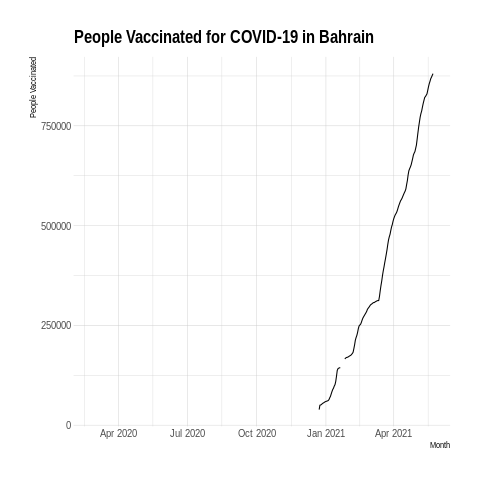 People Vaccinated for COVID-19 in Bahrain
People Vaccinated
750000
500000
250000
0
Apr 2020 Jul 2020 Oct 2020 Jan 2021 Apr 2021
Month